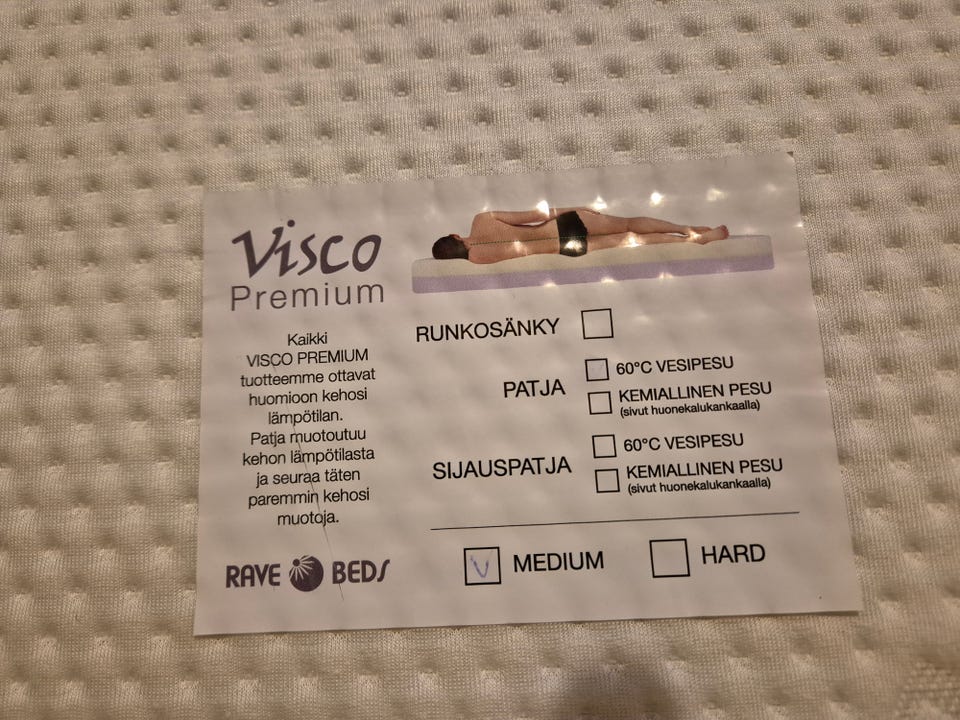 Visco
Premium
Kaikki
VISCO PREMIUM
tuotteemme ottavat
huomioon kehosi
lämpötilan.
Patja muotoutuu
kehon lämpötilasta
ja seuraa täten
paremmin kehosi
muotoja.
RAVE BEDS
RUNKOSÄNKY
PATJA
60°C VESIPESU
KEMIALLINEN PESU
(sivut huonekalukankaalla)
SIJAUSPATJA
60°C VESIPESU
KEMIALLINEN PESU
(sivut huonekalukankaalla)
V MEDIUM
HARD